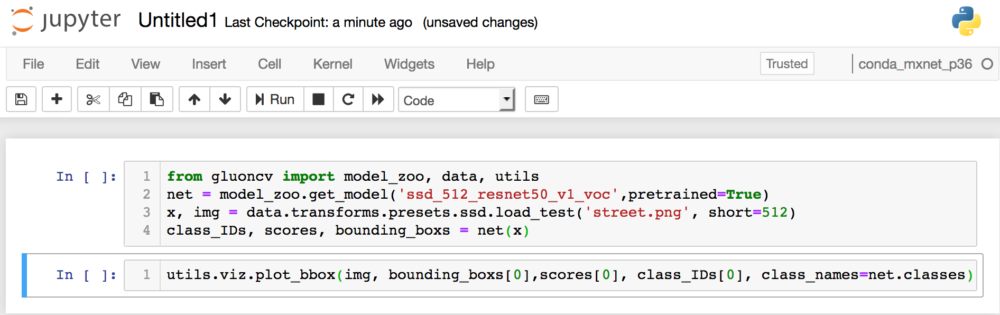 jupyter Untitled1 Last Checkpoint: a minute ago (unsaved changes)
File Edit View Insert Cell Kernel Widgets Help Trusted conda_mxnet_p36
Run Code
In [ ]: 1 from gluoncv import model_zoo, data, utils
2 net = model_zoo.get_model('ssd_512_resnet50_v1_voc',pretrained=True)
3 x, img = data.transforms.presets.ssd.load_test('street.png', short=512)
4 class_IDs, scores, bounding_boxs = net(x)
In [ ]: 1 utils.viz.plot_bbox(img, bounding_boxs[0],scores[0], class_IDs[0], class_names=net.classes)